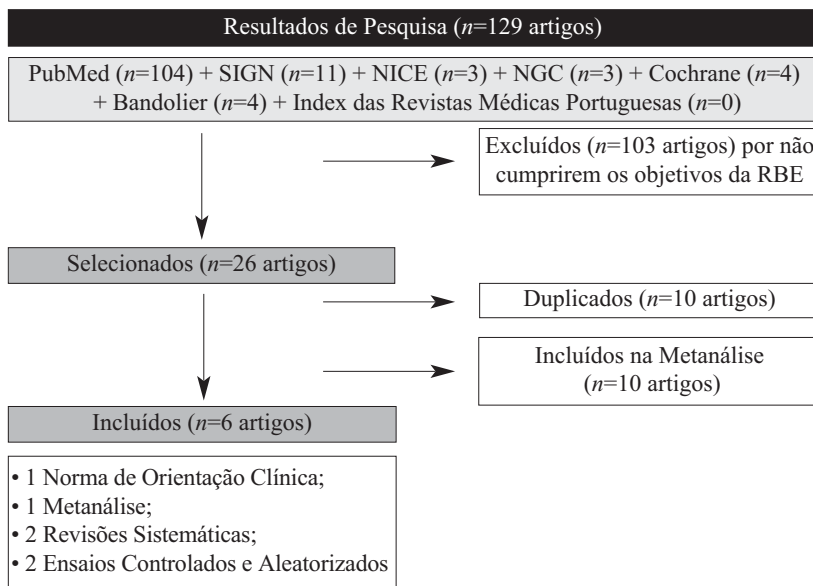 Resultados de Pesquisa (n=129 artigos)
PubMed (n=104) + SIGN (n=11) + NICE (n=3) + NGC (n=3) + Cochrane (n=4)
+ Bandolier (n=4) + Index das Revistas Médicas Portuguesas (n=0)
Excluídos (n=103 artigos) por não
cumprirem os objetivos da RBE
Selecionados (n=26 artigos)
Duplicados (n=10 artigos)
Incluídos na Metanálise
(n=10 artigos)
Incluídos (n=6 artigos)
• 1 Norma de Orientação Clínica;
• 1 Metanálise;
• 2 Revisões Sistemáticas;
• 2 Ensaios Controlados e Aleatorizados